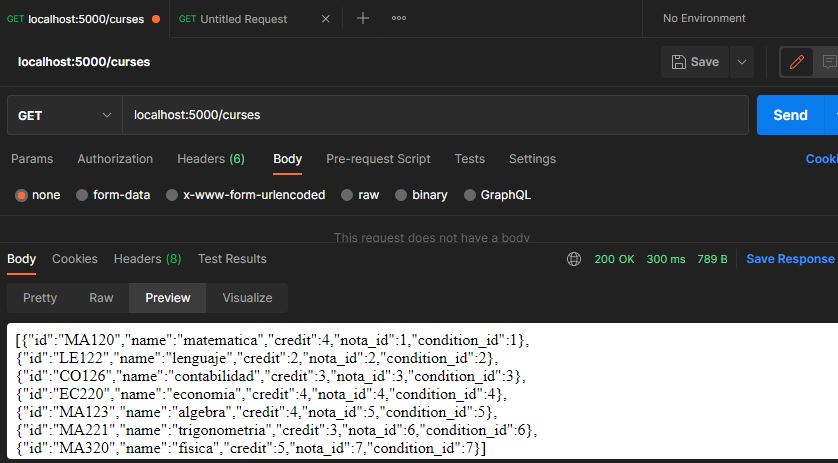 GET localhost:5000/curses
GET Untitled Request
No Environment
localhost:5000/curses
Save
GET localhost:5000/curses Send
Params Authorization Headers (6) Body Pre-request Script Tests Settings Cooki
none form-data x-www-form-urlencoded raw binary GraphQL
This request does not have a body
Body Cookies Headers (8) Test Results 200 OK 300 ms 789 B Save Response
Pretty Raw Preview Visualize
[{"id":"MA120","name":"matematica","credit":4,"nota_id":1,"condition_id":1},
{"id":"LE122","name":"lenguaje","credit":2,"nota_id":2,"condition_id":2},
{"id":"CO126","name":"contabilidad","credit":3,"nota_id":3,"condition_id":3},
{"id":"EC220","name":"economia","credit":4,"nota_id":4,"condition_id":4},
{"id":"MA123","name":"algebra","credit":4,"nota_id":5,"condition_id":5},
{"id":"MA221","name":"trigonometria","credit":3,"nota_id":6,"condition_id":6},
{"id":"MA320","name":"fisica","credit":5,"nota_id":7,"condition_id":7}]